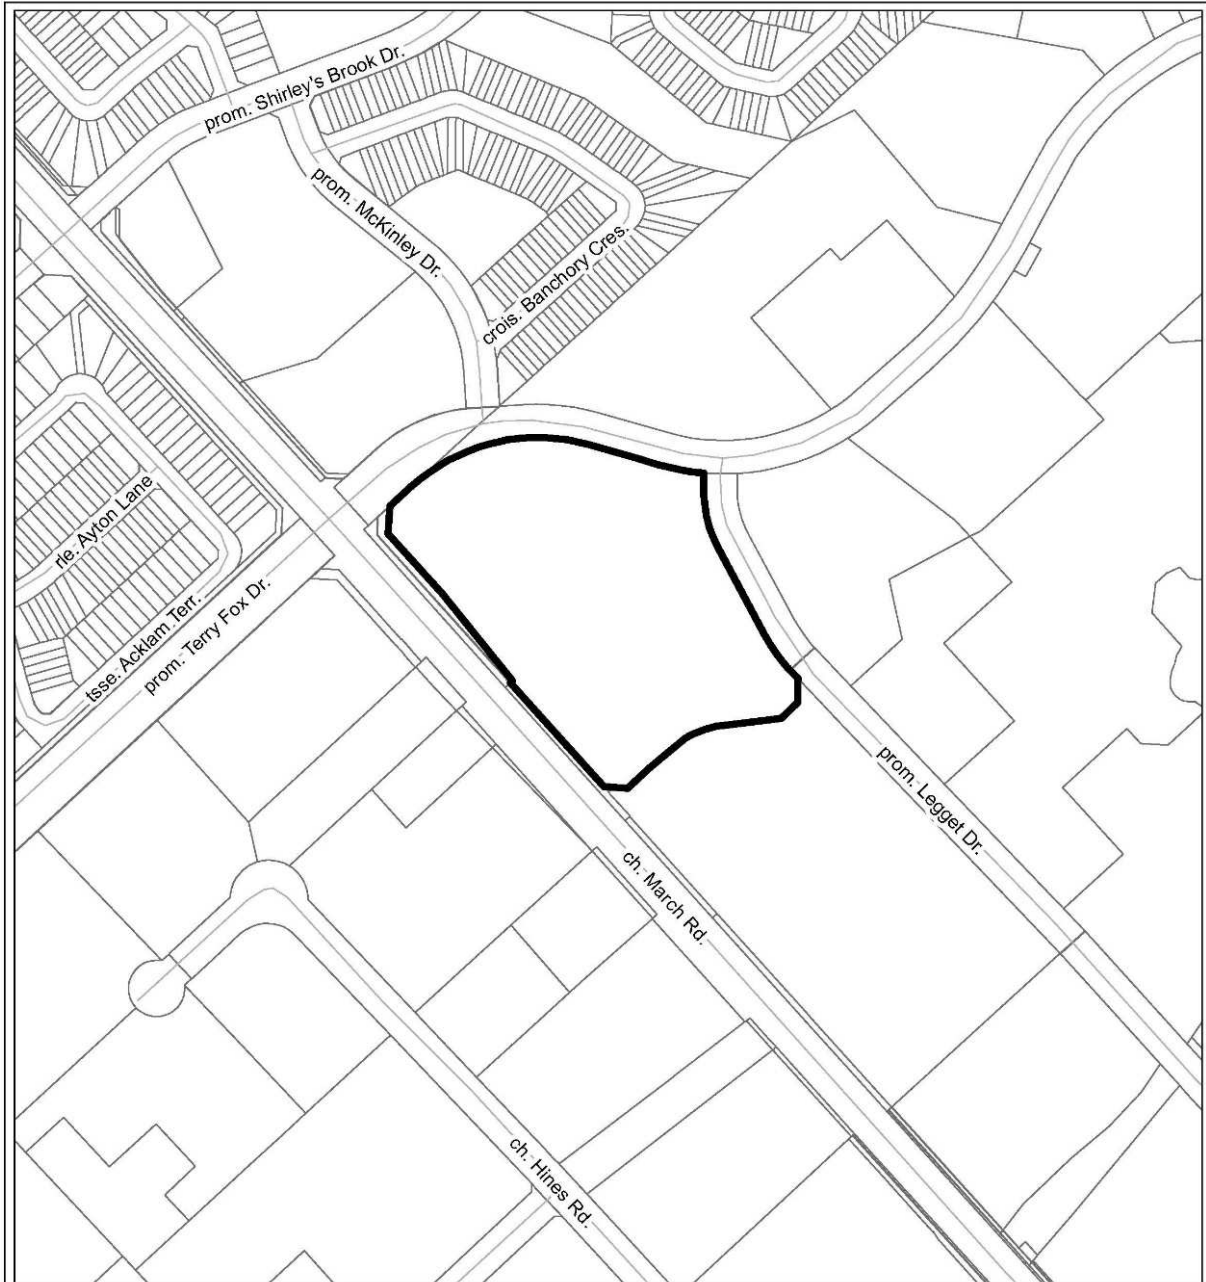 prom. Shirley's Brook Dr.
prom. McKinley Dr.
crois. Banchory Cres.
rle. Ayton Lane
tsse. Acklam Terr.
prom. Terry Fox Dr.
prom. Legget Dr.
ch. March Rd.
ch. Hines Rd.